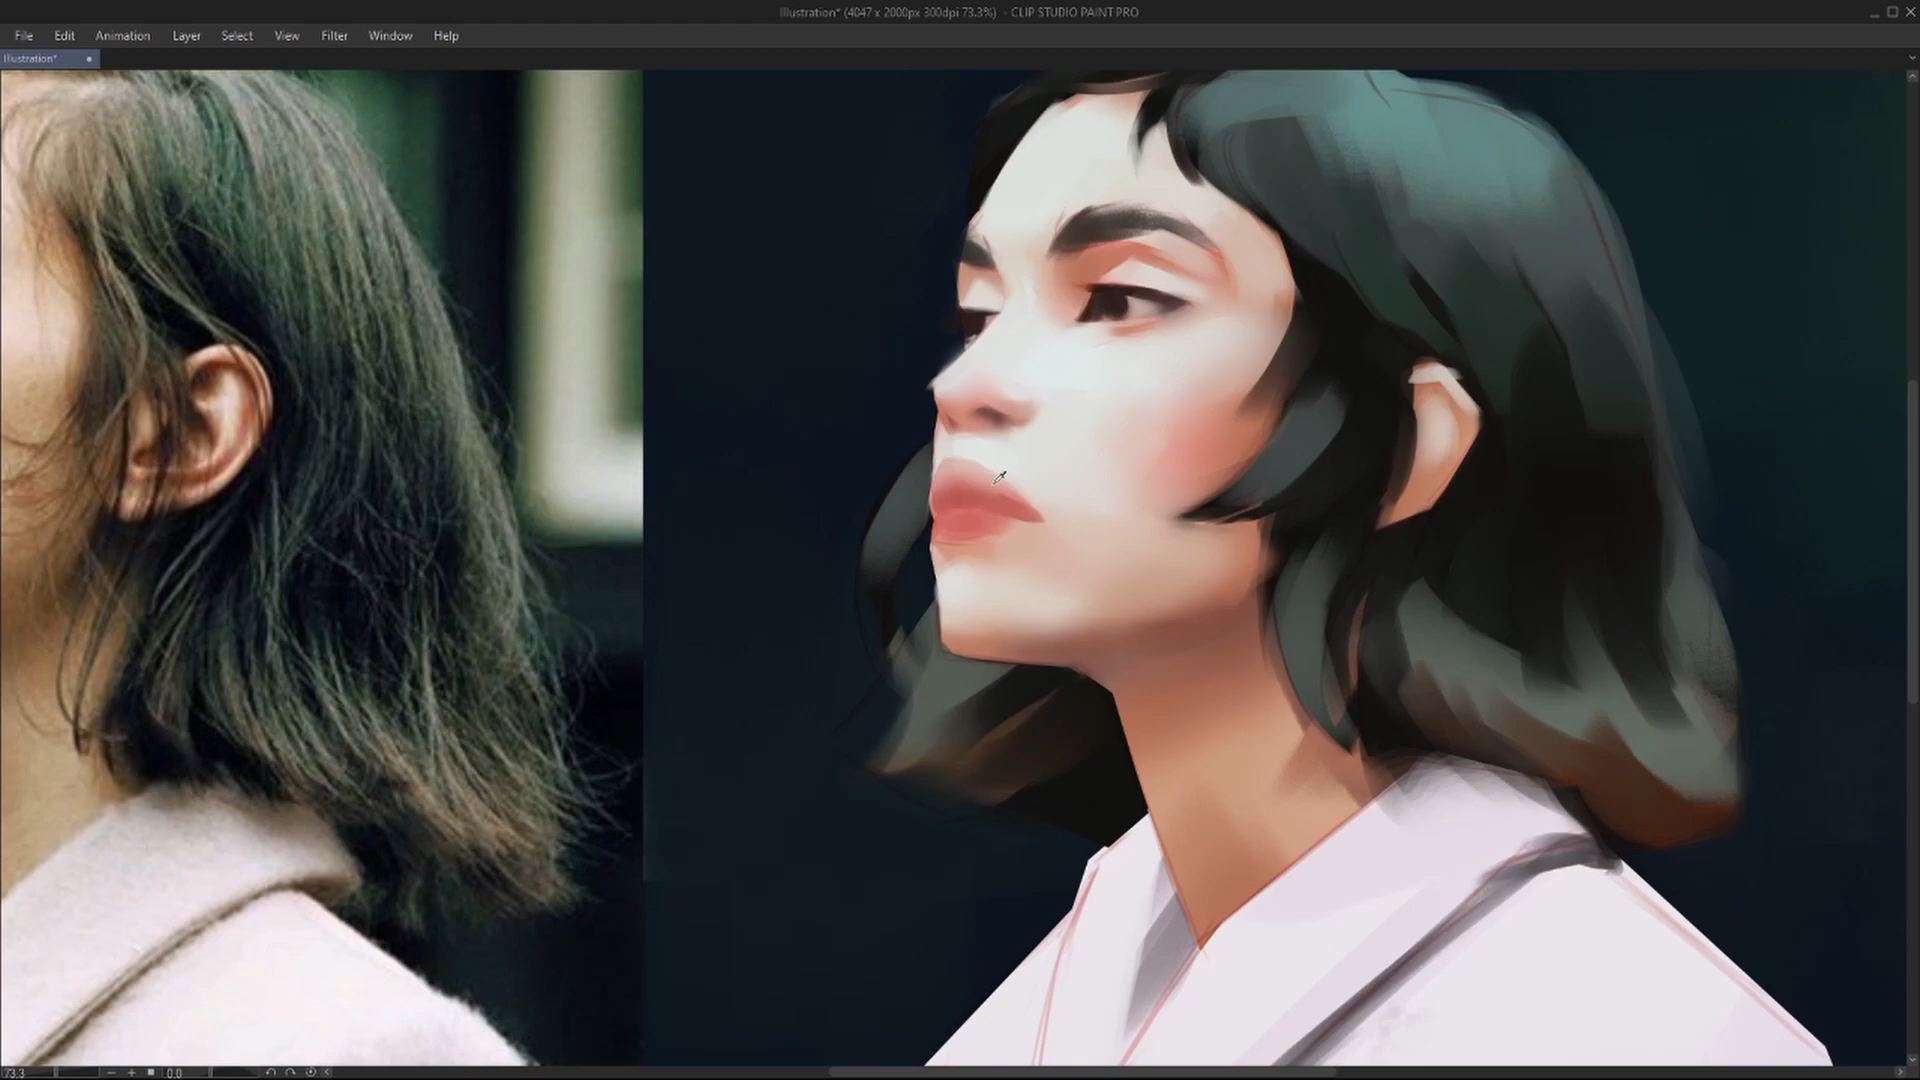 Illustration* (4047 x 2000px 300dpi 73.3%) - CLIP STUDIO PAINT PRO
File Edit Animation Layer Select View Filter Window Help
Illustration*
73.3 0.0